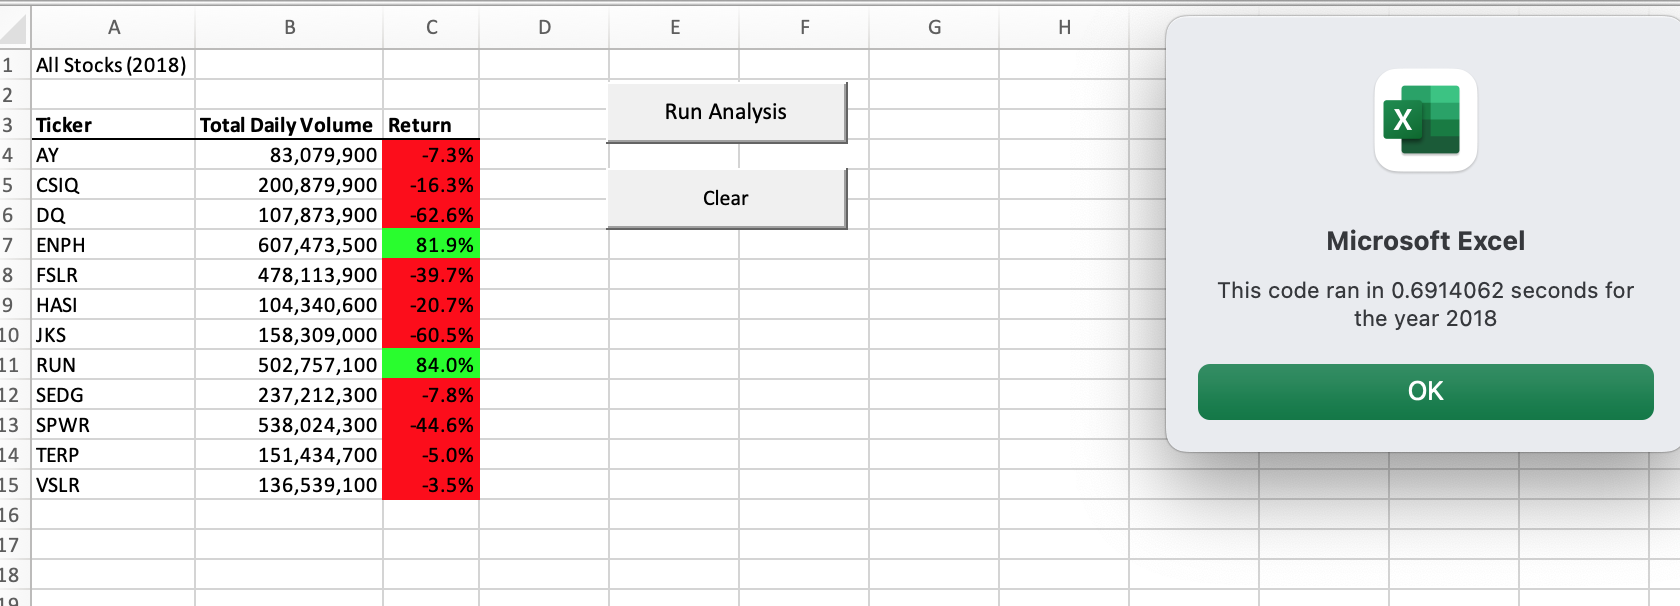 A B C D E F G H
1 All Stocks (2018)
2
3 Ticker Total Daily Volume Return
4 AY 83,079,900 -7.3%
5 CSIQ 200,879,900 -16.3%
6 DQ 107,873,900 -62.6%
7 ENPH 607,473,500 81.9%
8 FSLR 478,113,900 -39.7%
9 HASI 104,340,600 -20.7%
10 JKS 158,309,000 -60.5%
11 RUN 502,757,100 84.0%
12 SEDG 237,212,300 -7.8%
13 SPWR 538,024,300 -44.6%
14 TERP 151,434,700 -5.0%
15 VSLR 136,539,100 -3.5%
16
17
18
19
Run Analysis
Clear
X
Microsoft Excel
This code ran in 0.6914062 seconds for
the year 2018
OK